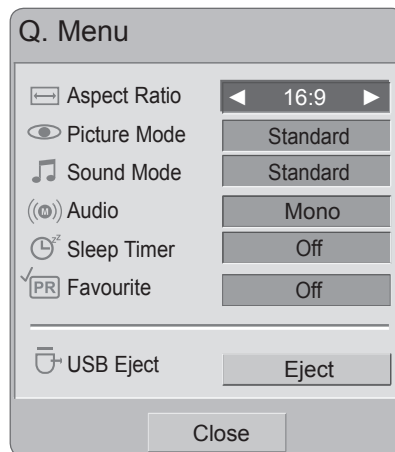 Q. Menu
Aspect Ratio ◄ 16:9 ►
Picture Mode Standard
Sound Mode Standard
((M)) Audio Mono
zz Sleep Timer Off
PR Favourite Off
USB Eject Eject
Close